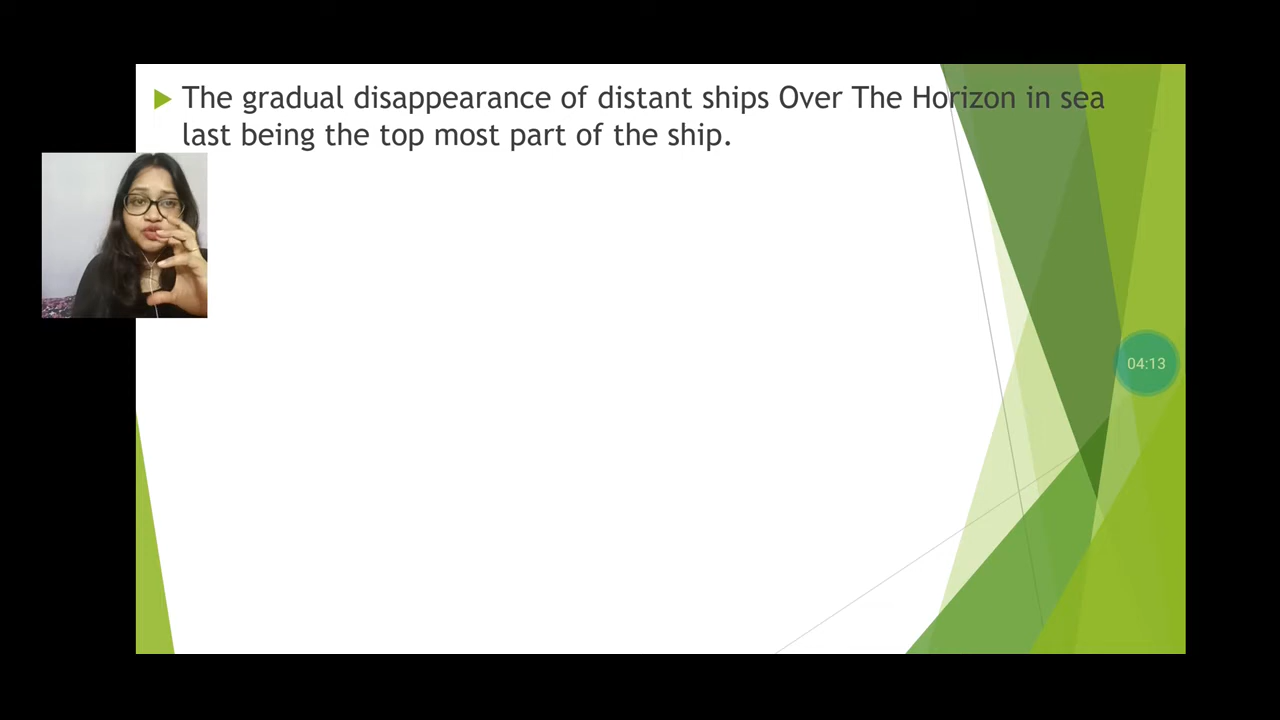 The gradual disappearance of distant ships Over The Horizon in sea
last being the top most part of the ship.
04:13